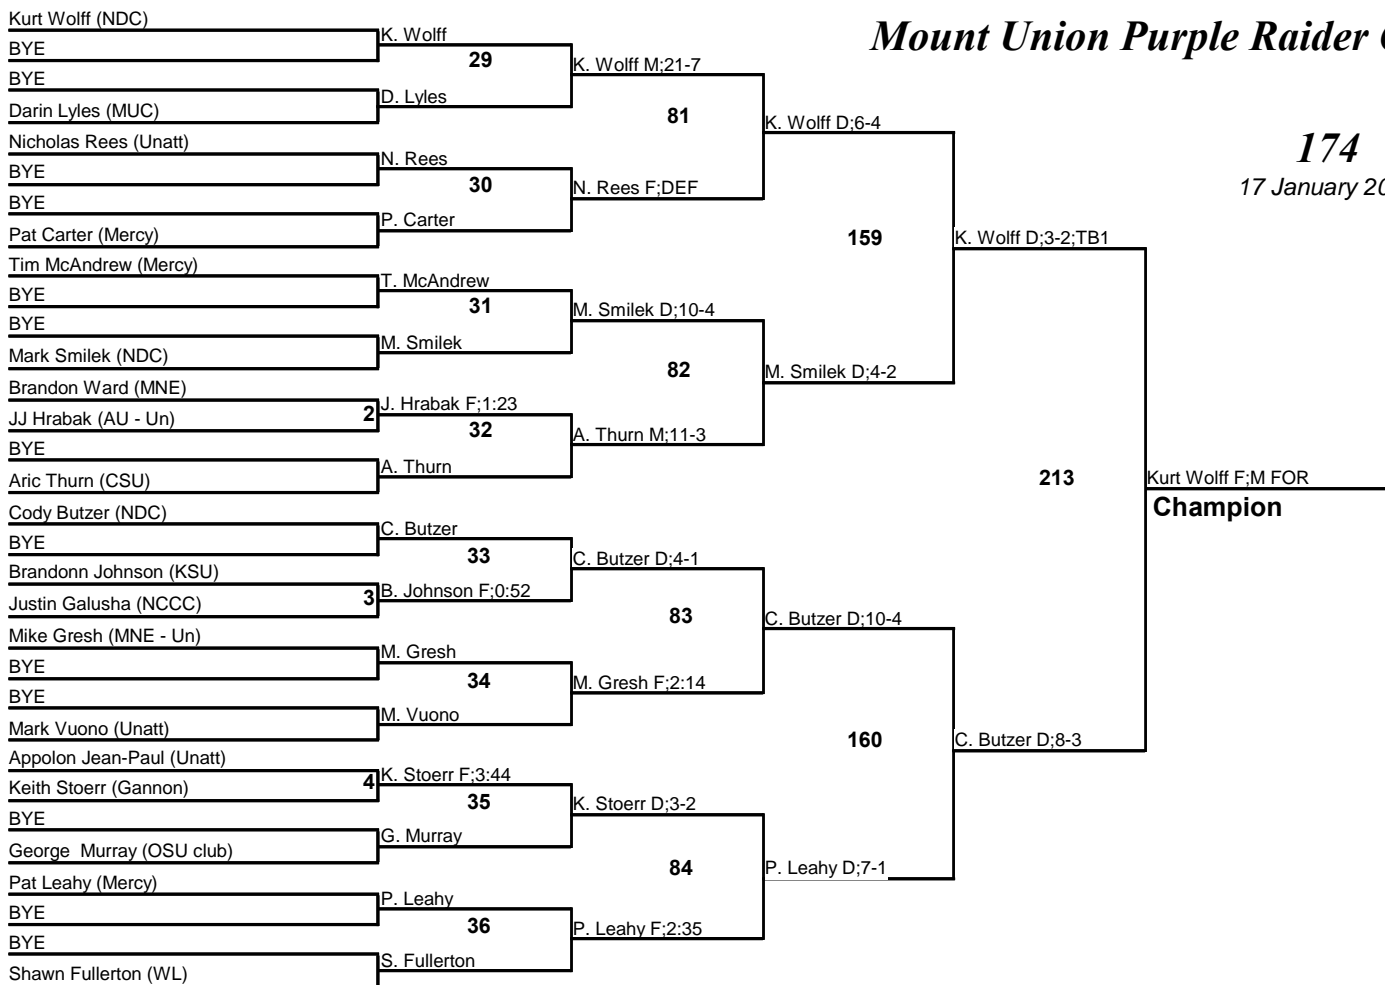 Mount Union Purple Raider
174
17 January 20
Kurt Wolff (NDC)
BYE
BYE
Darin Lyles (MUC)
Nicholas Rees (Unatt)
BYE
BYE
Pat Carter (Mercy)
Tim McAndrew (Mercy)
BYE
BYE
Mark Smilek (NDC)
Brandon Ward (MNE)
JJ Hrabak (AU - Un)
BYE
Aric Thurn (CSU)
Cody Butzer (NDC)
BYE
Brandonn Johnson (KSU)
Justin Galusha (NCCC)
Mike Gresh (MNE - Un)
BYE
BYE
Mark Vuono (Unatt)
Appolon Jean-Paul (Unatt)
Keith Stoerr (Gannon)
BYE
George  Murray (OSU club)
Pat Leahy (Mercy)
BYE
BYE
Shawn Fullerton (WL)
2
3
4
K. Wolff
29
D. Lyles
N. Rees
30
P. Carter
T. McAndrew
31
M. Smilek
J. Hrabak F;1:23
32
A. Thurn
C. Butzer
33
B. Johnson F;0:52
M. Gresh
34
M. Vuono
K. Stoerr F;3:44
35
G. Murray
P. Leahy
36
S. Fullerton
K. Wolff M;21-7
81
N. Rees F;DEF
M. Smilek D;10-4
82
A. Thurn M;11-3
C. Butzer D;4-1
83
M. Gresh F;2:14
K. Stoerr D;3-2
84
P. Leahy F;2:35
K. Wolff D;6-4
159
M. Smilek D;4-2
C. Butzer D;10-4
160
P. Leahy D;7-1
K. Wolff D;3-2;TB1
213
C. Butzer D;8-3
Kurt Wolff F;M FOR
Champion